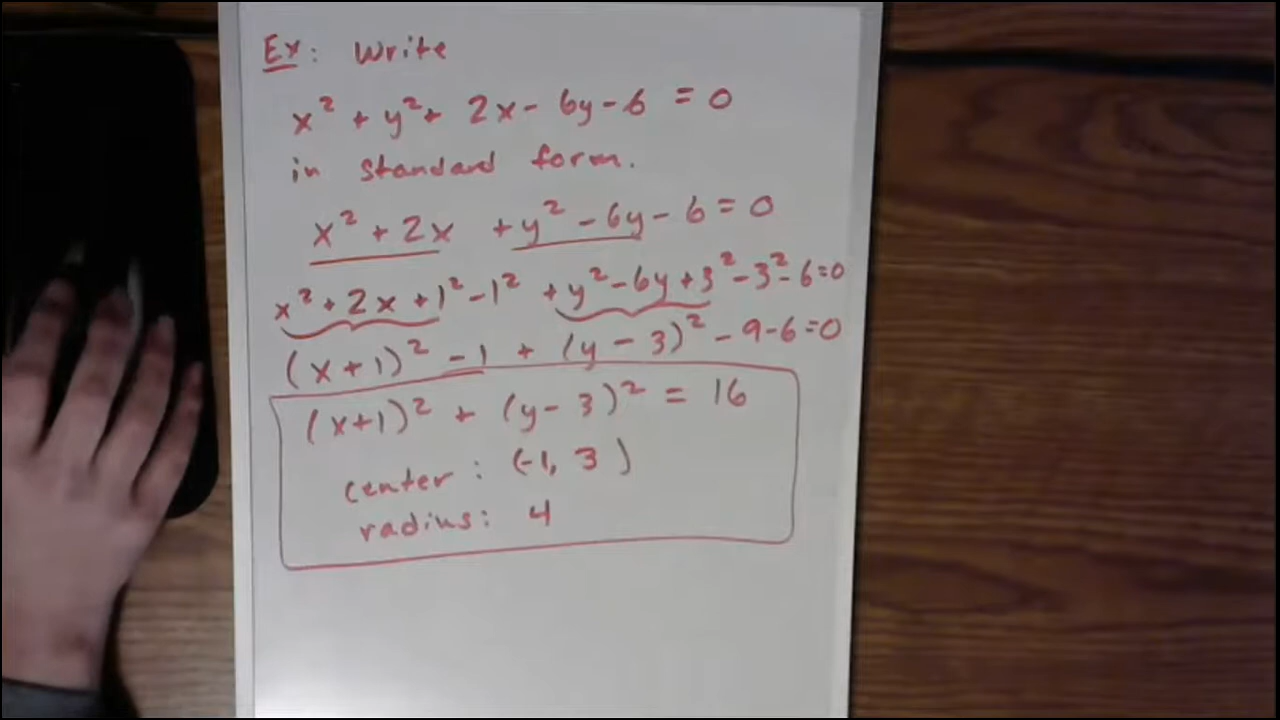 Ex: Write
x² + y² + 2x - 6y - 6 = 0
in standard form.
x² + 2x + y² - 6y - 6 = 0
x² + 2x + 1² - 1² + y² - 6y + 3² - 3² - 6 = 0
(x + 1)² - 1 + (y - 3)² - 9 - 6 = 0
(x+1)² + (y - 3)² = 16
center : (-1, 3)
radius: 4